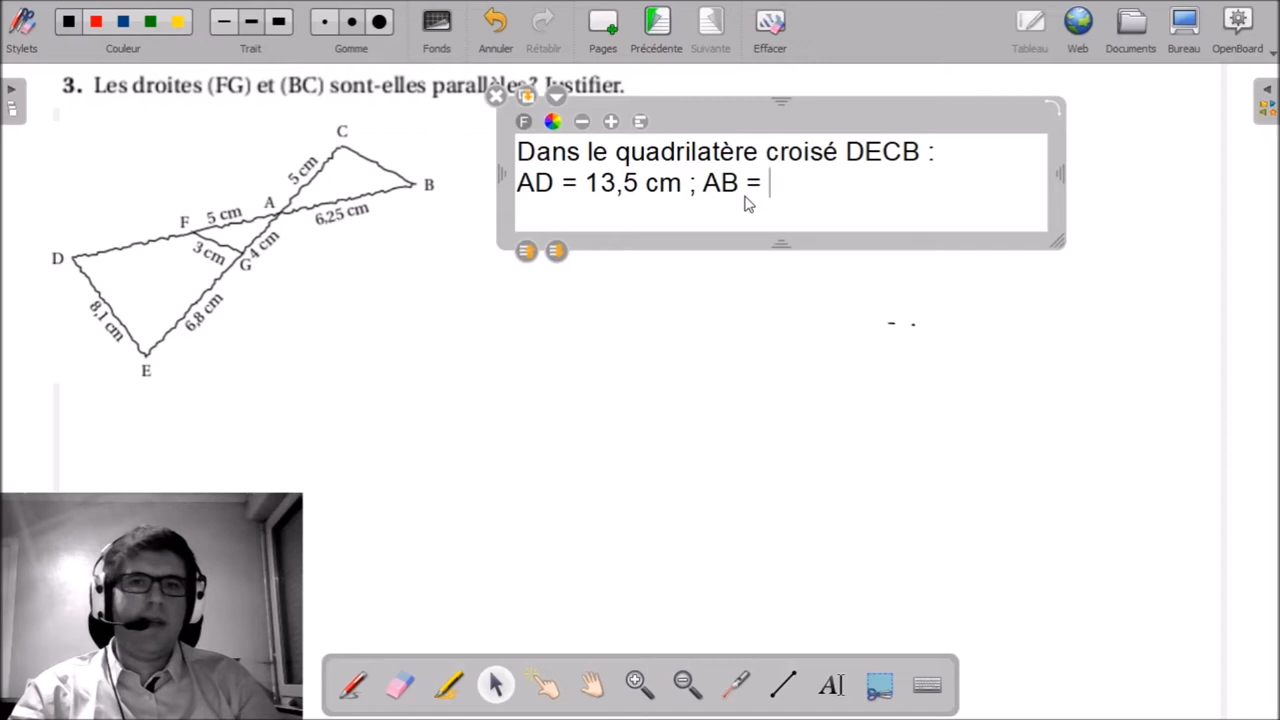 Stylets
Couleur
Trait
Gomme
Fonds
Annuler
Rétablir
Pages
Précédente
Suivante
Effacer
Tableau
Web
Documents
Bureau
OpenBoard
3. Les droites (FG) et (BC) sont-elles parallèles? Justifier.
F
Dans le quadrilatère croisé DECB :
AD = 13,5 cm ; AB =
C
5 cm
B
A
F
5 cm
6,25 cm
3 cm
4 cm
G
D
8,1 cm
6,8 cm
E
AI